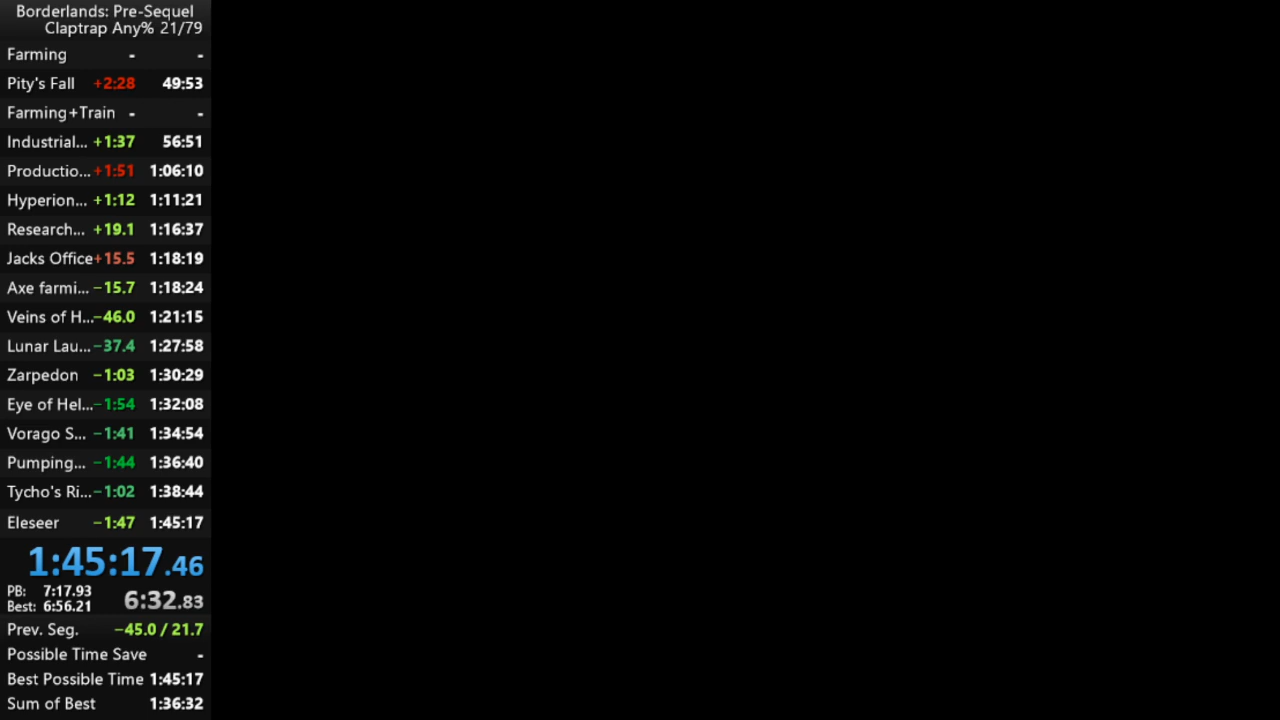 Borderlands: Pre-Sequel
Claptrap Any% 21/79
Farming - -
Pity's Fall +2:28 49:53
Farming+Train - -
Industrial... +1:37 56:51
Productio... +1:51 1:06:10
Hyperion... +1:12 1:11:21
Research... +19.1 1:16:37
Jacks Office +15.5 1:18:19
Axe farmi... −15.7 1:18:24
Veins of H... −46.0 1:21:15
Lunar Lau... −37.4 1:27:58
Zarpedon −1:03 1:30:29
Eye of Hel... −1:54 1:32:08
Vorago S... −1:41 1:34:54
Pumping... −1:44 1:36:40
Tycho's Ri... −1:02 1:38:44
Eleseer −1:47 1:45:17
1:45:17.46
PB: 7:17.93
Best: 6:56.21
6:32.83
Prev. Seg. −45.0 / 21.7
Possible Time Save -
Best Possible Time 1:45:17
Sum of Best 1:36:32